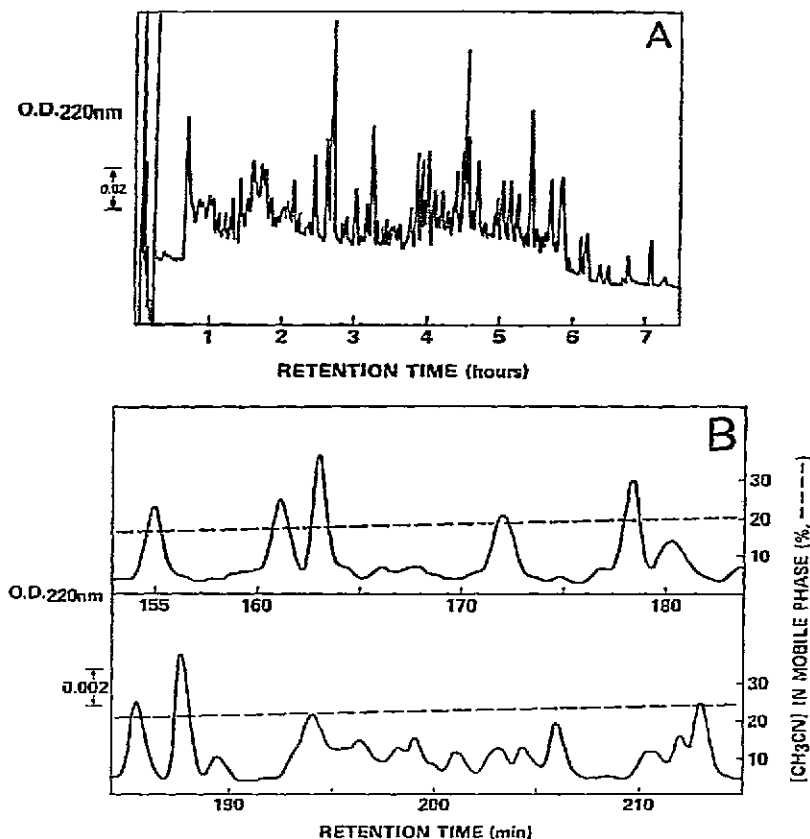 A
O.D.220nm
0.02
1 2 3 4 5 6 7
RETENTION TIME (hours)
B
30
20
10
155 160 170 180
O.D.220nm
0.002
30
20
10
190 200 210
RETENTION TIME (min)
[CH3CN] IN MOBILE PHASE (%, -----)